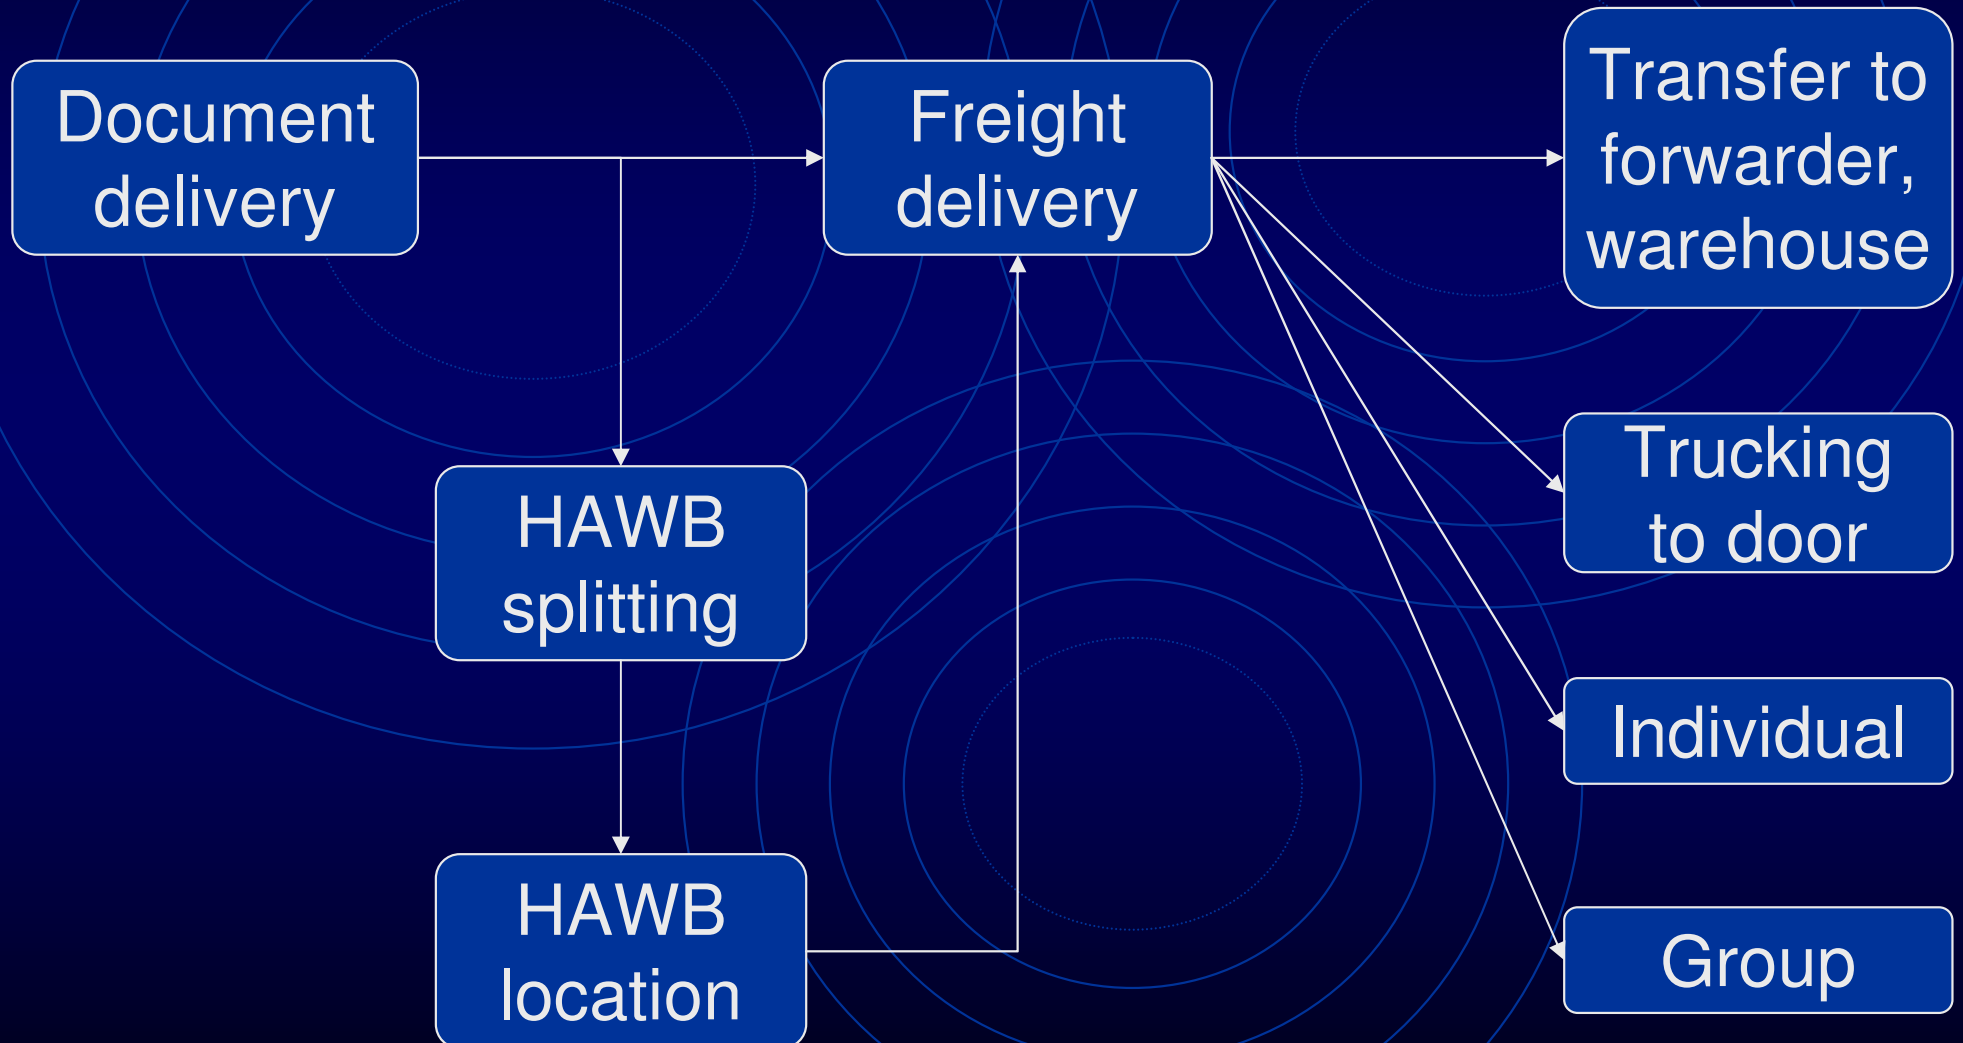 Document
delivery
Freight
delivery
Transfer to
forwarder,
warehouse
HAWB
splitting
Trucking
to door
Individual
HAWB
location
Group